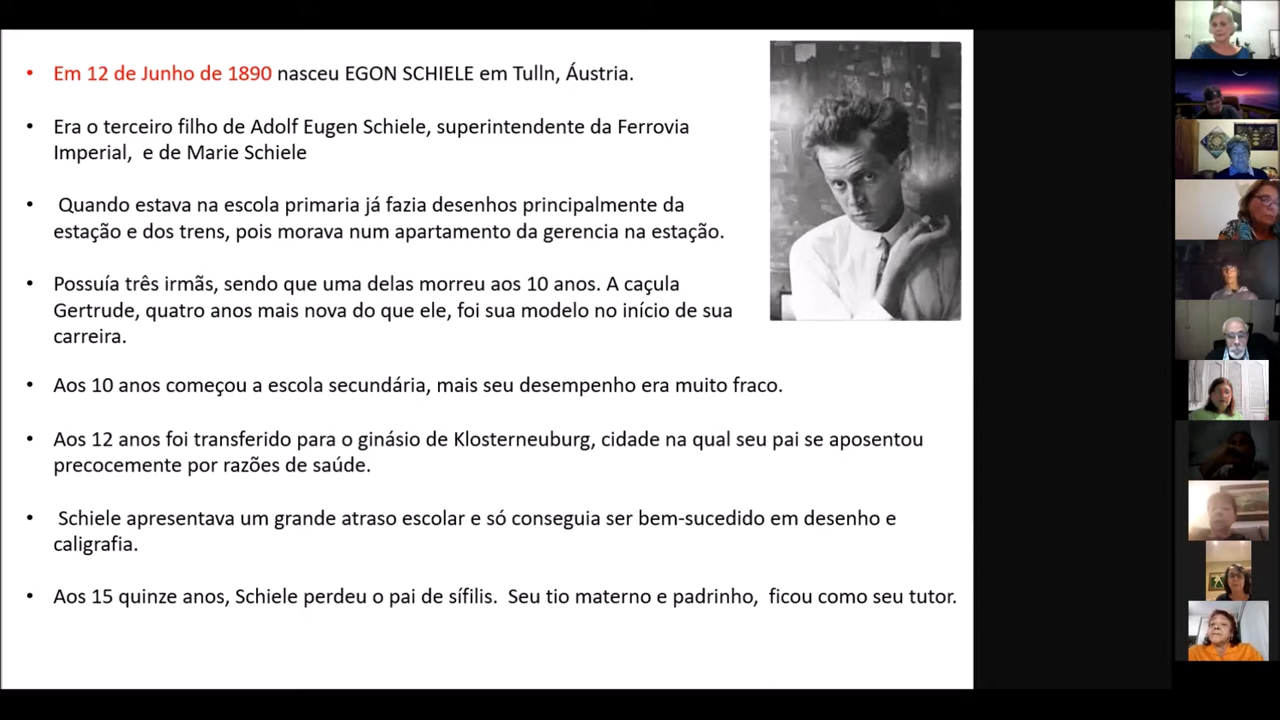 • Em 12 de Junho de 1890 nasceu EGON SCHIELE em Tulln, Áustria.
• Era o terceiro filho de Adolf Eugen Schiele, superintendente da Ferrovia
Imperial, e de Marie Schiele
• Quando estava na escola primaria já fazia desenhos principalmente da
estação e dos trens, pois morava num apartamento da gerencia na estação.
• Possuía três irmãs, sendo que uma delas morreu aos 10 anos. A caçula
Gertrude, quatro anos mais nova do que ele, foi sua modelo no início de sua
carreira.
• Aos 10 anos começou a escola secundária, mais seu desempenho era muito fraco.
• Aos 12 anos foi transferido para o ginásio de Klosterneuburg, cidade na qual seu pai se aposentou
precocemente por razões de saúde.
• Schiele apresentava um grande atraso escolar e só conseguia ser bem-sucedido em desenho e
caligrafia.
• Aos 15 quinze anos, Schiele perdeu o pai de sífilis. Seu tio materno e padrinho, ficou como seu tutor.